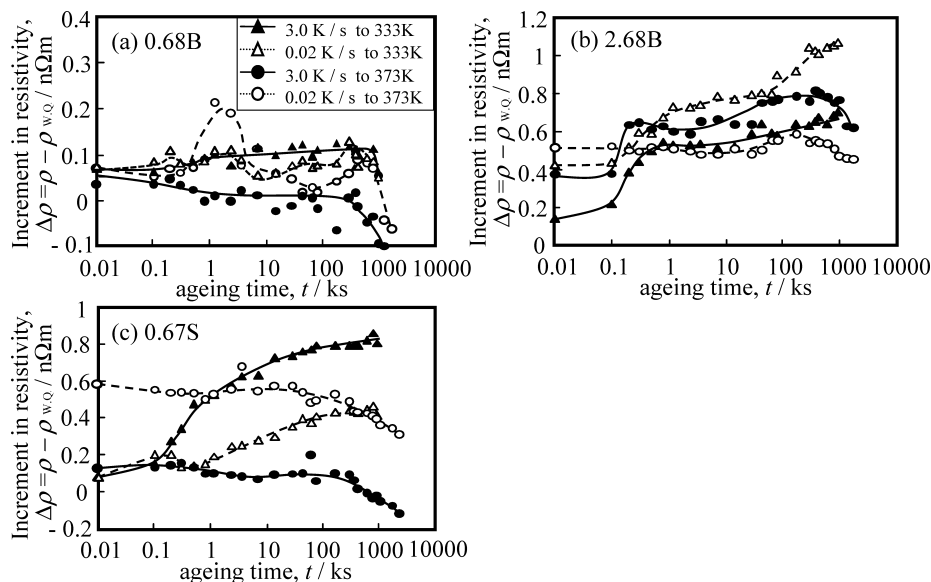 (a) 0.68B
3.0 K / s to 333K
0.02 K / s to 333K
3.0 K / s to 373K
0.02 K / s to 373K
Increment in resistivity,
Δρ = ρ − ρ W.Q. / nΩm
0.4
0.3
0.2
0.1
0
- 0.1
0.01 0.1 1 10 100 1000 10000
ageing time, t / ks
(b) 2.68B
Increment in resistivity,
Δρ = ρ − ρ W.Q. / nΩm
1.4
1.2
1
0.8
0.6
0.4
0.2
0
0.01 0.1 1 10 100 1000 10000
ageing time, t / ks
(c) 0.67S
Increment in resistivity,
Δρ = ρ − ρ W.Q. / nΩm
1
0.8
0.6
0.4
0.2
0
- 0.2
0.01 0.1 1 10 100 1000 10000
ageing time, t / ks